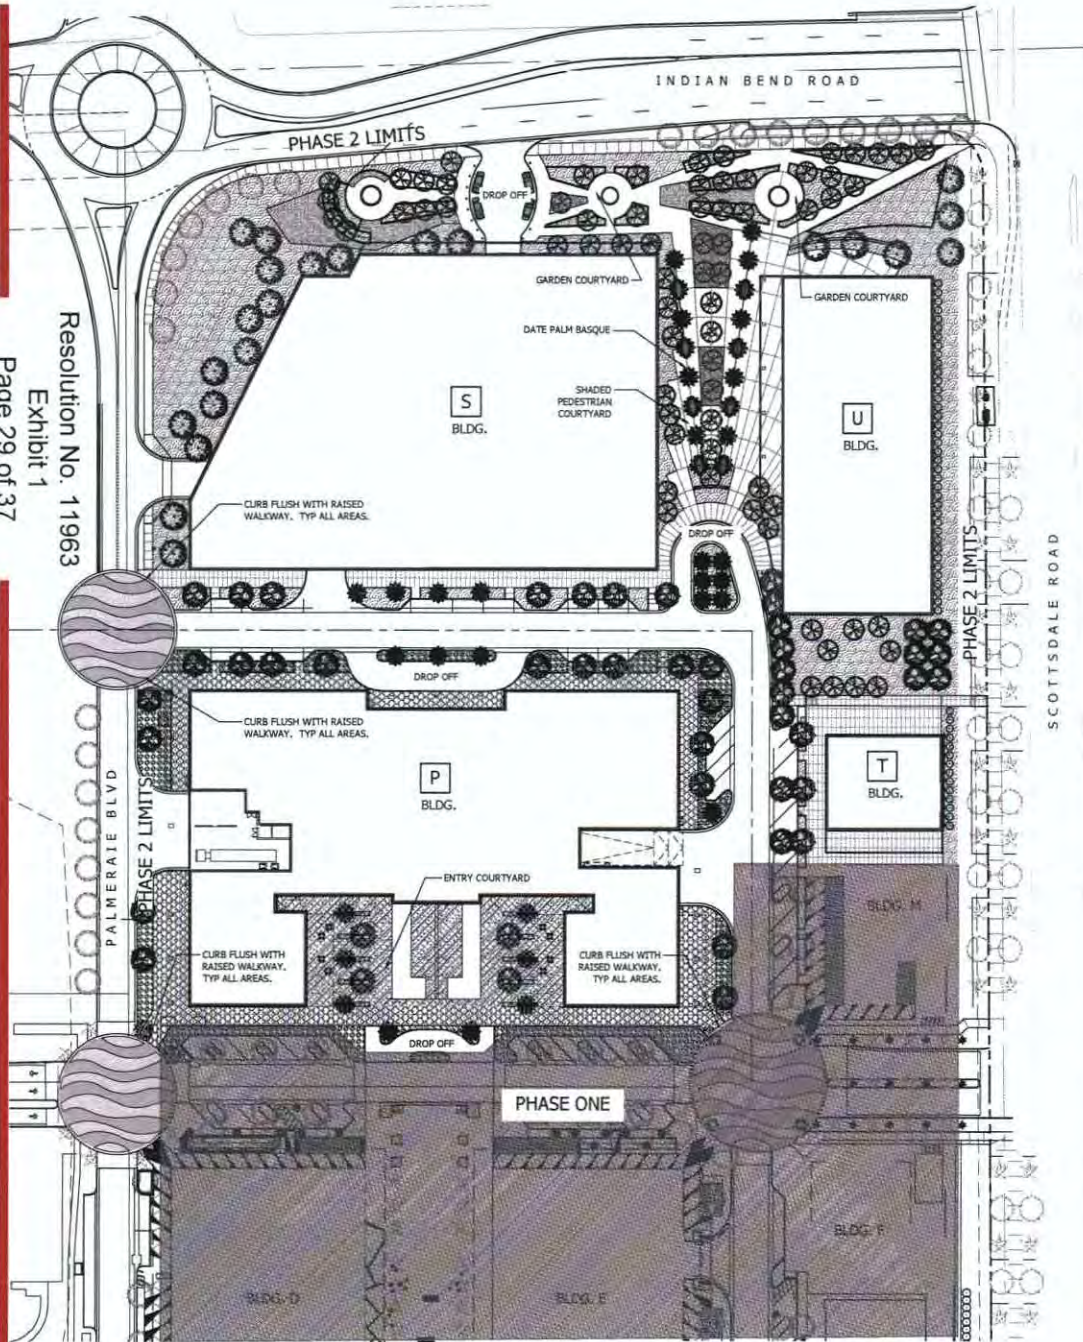 INDIAN BEND ROAD
PHASE 2 LIMITS
DROP OFF
GARDEN COURTYARD
GARDEN COURTYARD
DATE PALM BASQUE
SHADED
PEDESTRIAN
COURTYARD
S
BLDG.
U
BLDG.
Resolution No. 11963
Exhibit 1
Page 29 of 37
CURB FLUSH WITH RAISED
WALKWAY. TYP ALL AREAS.
DROP OFF
PHASE 2 LIMITS
SCOTTSDALE ROAD
DROP OFF
CURB FLUSH WITH RAISED
WALKWAY. TYP ALL AREAS.
P
BLDG.
T
BLDG.
PALMERAIE BLVD
PHASE 2 LIMITS
ENTRY COURTYARD
BLDG. M
CURB FLUSH WITH
RAISED WALKWAY.
TYP ALL AREAS.
CURB FLUSH WITH
RAISED WALKWAY.
TYP ALL AREAS.
DROP OFF
PHASE ONE
BLDG. F
BLDG. D
BLDG. E